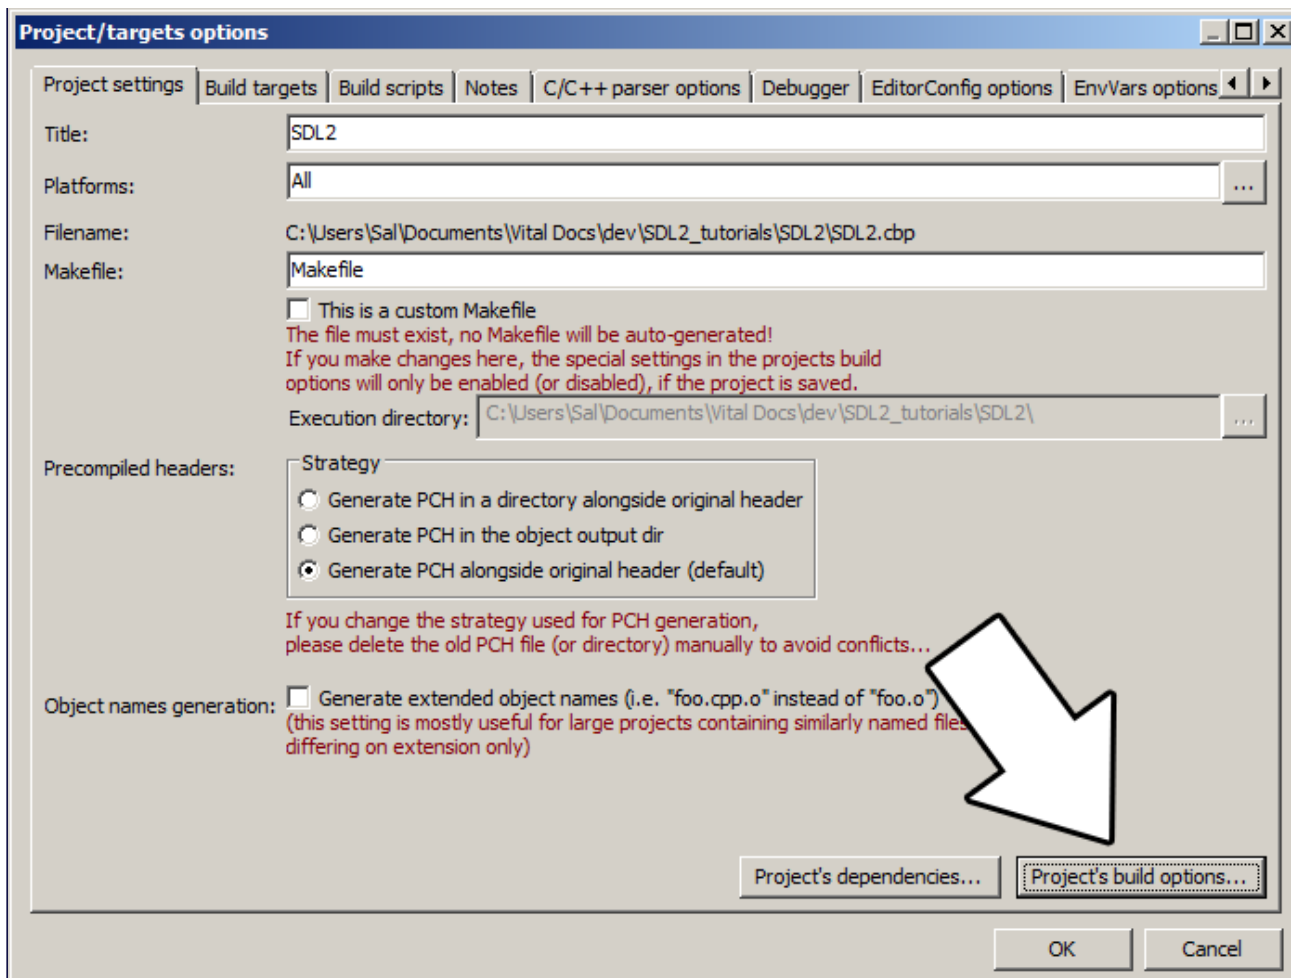 Project/targets options
Project settings
Build targets
Build scripts
Notes
C/C++ parser options
Debugger
EditorConfig options
EnvVars options
Title:
SDL2
Platforms:
All
...
Filename:
C:\Users\Sal\Documents\Vital Docs\dev\SDL2_tutorials\SDL2\SDL2.cbp
Makefile:
Makefile
This is a custom Makefile
The file must exist, no Makefile will be auto-generated!
If you make changes here, the special settings in the projects build
options will only be enabled (or disabled), if the project is saved.
Execution directory:
C:\Users\Sal\Documents\Vital Docs\dev\SDL2_tutorials\SDL2\
...
Precompiled headers:
Strategy
Generate PCH in a directory alongside original header
Generate PCH in the object output dir
Generate PCH alongside original header (default)
If you change the strategy used for PCH generation,
please delete the old PCH file (or directory) manually to avoid conflicts...
Object names generation:
Generate extended object names (i.e. "foo.cpp.o" instead of "foo.o")
(this setting is mostly useful for large projects containing similarly named files
differing on extension only)
Project's dependencies...
Project's build options...
OK
Cancel